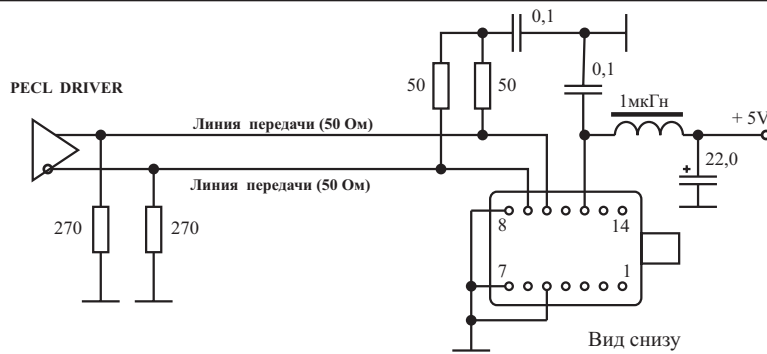 0,1
50
50
0,1
PECL DRIVER
1мкГн
+ 5V
Линия передачи (50 Ом)
22,0
+
Линия передачи (50 Ом)
270
270
8
14
7
1
Вид снизу